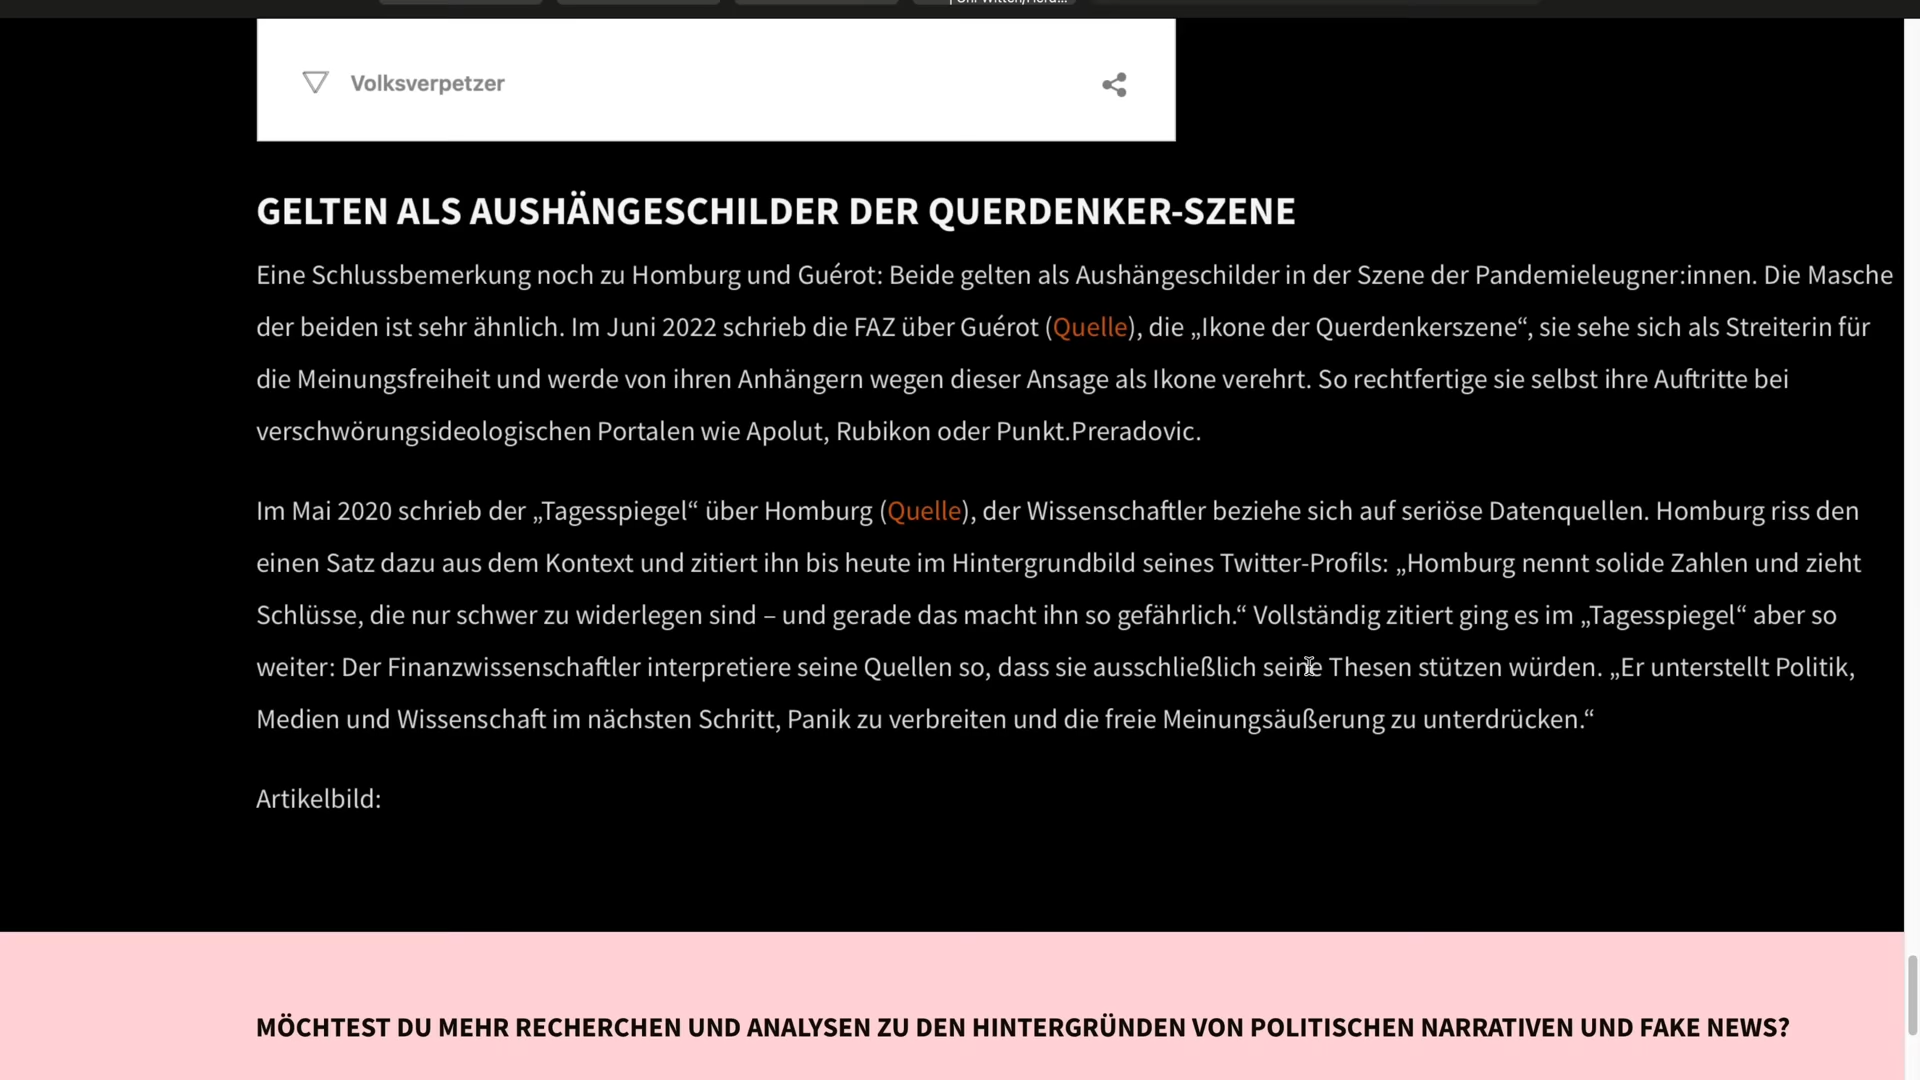 Volksverpetzer
GELTEN ALS AUSHÄNGESCHILDER DER QUERDENKER-SZENE
Eine Schlussbemerkung noch zu Homburg und Guérot: Beide gelten als Aushängeschilder in der Szene der Pandemieleugner:innen. Die Masche
der beiden ist sehr ähnlich. Im Juni 2022 schrieb die FAZ über Guérot (Quelle), die „Ikone der Querdenkerszene“, sie sehe sich als Streiterin für
die Meinungsfreiheit und werde von ihren Anhängern wegen dieser Ansage als Ikone verehrt. So rechtfertige sie selbst ihre Auftritte bei
verschwörungsideologischen Portalen wie Apolut, Rubikon oder Punkt.Preradovic.
Im Mai 2020 schrieb der „Tagesspiegel“ über Homburg (Quelle), der Wissenschaftler beziehe sich auf seriöse Datenquellen. Homburg riss den
einen Satz dazu aus dem Kontext und zitiert ihn bis heute im Hintergrundbild seines Twitter-Profils: „Homburg nennt solide Zahlen und zieht
Schlüsse, die nur schwer zu widerlegen sind – und gerade das macht ihn so gefährlich.“ Vollständig zitiert ging es im „Tagesspiegel“ aber so
weiter: Der Finanzwissenschaftler interpretiere seine Quellen so, dass sie ausschließlich seine Thesen stützen würden. „Er unterstellt Politik,
Medien und Wissenschaft im nächsten Schritt, Panik zu verbreiten und die freie Meinungsäußerung zu unterdrücken.“
Artikelbild:
MÖCHTEST DU MEHR RECHERCHEN UND ANALYSEN ZU DEN HINTERGRÜNDEN VON POLITISCHEN NARRATIVEN UND FAKE NEWS?